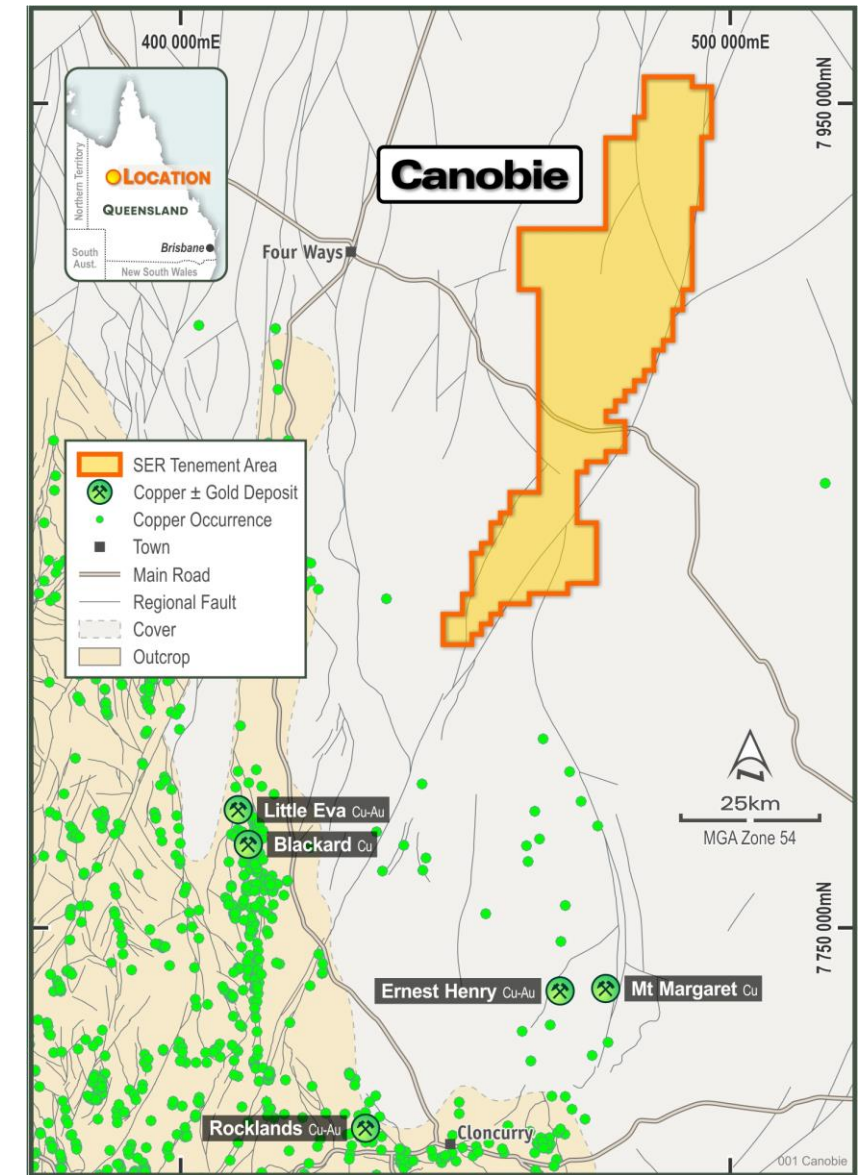 400 000mE
500 000mE
7 950 000mN
Northern Territory
LOCATION
QUEENSLAND
Brisbane
South
Aust.
New South Wales
Canobie
Four Ways
SER Tenement Area
Copper ± Gold Deposit
Copper Occurrence
Town
Main Road
Regional Fault
Cover
Outcrop
N
25km
MGA Zone 54
Little Eva Cu-Au
Blackard Cu
7 750 000mN
Ernest Henry Cu-Au
Mt Margaret Cu
Rocklands Cu-Au
Cloncurry
001 Canobie